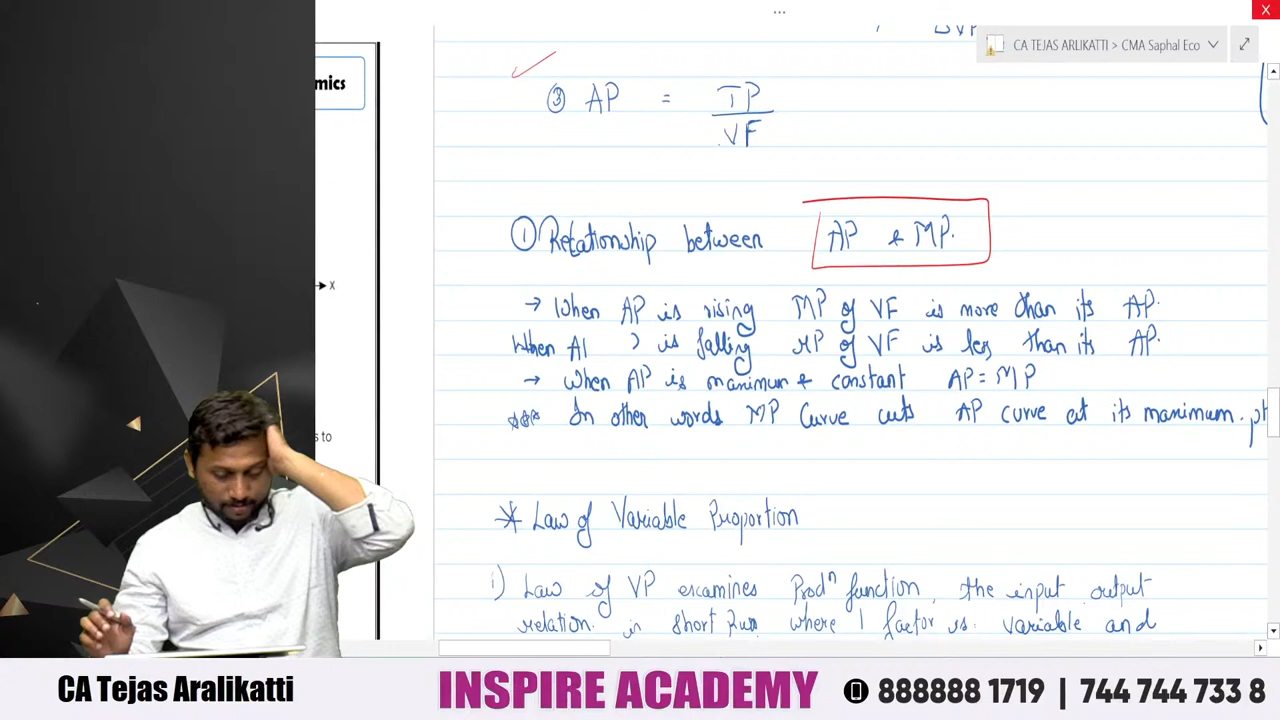 ...
X
CA TEJAS ARLIKATTI > CMA Saphal Eco
mics
③ AP = TP
VF
① Relationship between AP & MP.
→ When AP is rising MP of VF is more than its AP.
When AP is falling MP of VF is less than its AP.
→ When AP is maximum & constant AP = MP
*** In other words MP Curve cuts AP curve at its maximum. pt
x
s to
* Law of Variable Proportion
i) Law of VP examines Prodⁿ function, the input output
relation in short Run where 1 factor is variable and
CA Tejas Aralikatti
INSPIRE ACADEMY
888888 1719 | 744 744 733 8